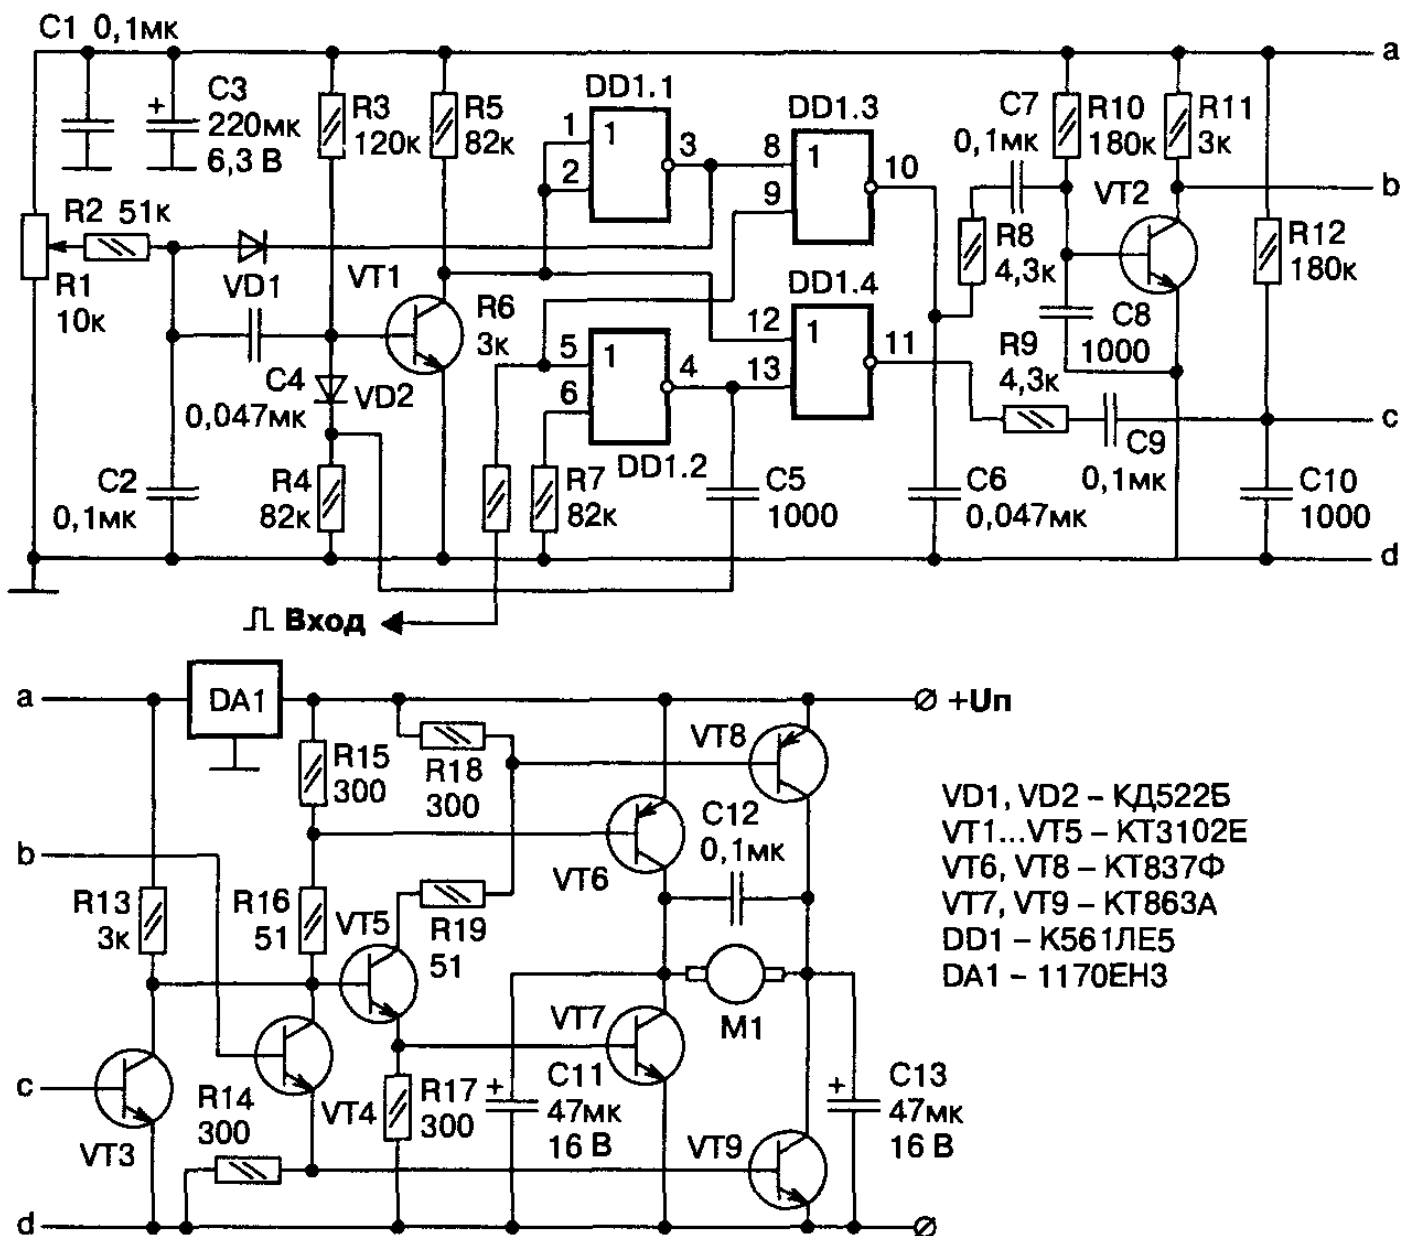 C1 0,1мк
a
C3
220мк
6,3 В
R3
120к
R5
82к
DD1.1
1
2
1
3
8
9
DD1.3
1
10
C7
0,1мк
R10
180к
R11
3к
b
VT2
R2 51к
VD1
R1
10к
VT1
R6
3к
DD1.4
12
13
1
11
R8
4,3к
R12
180к
C8
1000
5
6
1
4
C4
0,047мк
VD2
R9
4,3к
c
C9
0,1мк
DD1.2
C2
0,1мк
R4
82к
R7
82к
C5
1000
C6
0,047мк
C10
1000
d
Вход
a
DA1
+Uп
R15
300
R18
300
VT8
C12
0,1мк
VT6
b
R13
3к
R16
51
VT5
R19
51
M1
VT7
c
VT3
R14
300
VT4
R17
300
C11
47мк
16 В
C13
47мк
16 В
VT9
d
VD1, VD2 – КД522Б
VT1...VT5 – КТ3102Е
VT6, VT8 – КТ837Ф
VT7, VT9 – КТ863А
DD1 – К561ЛЕ5
DA1 – 1170ЕН3